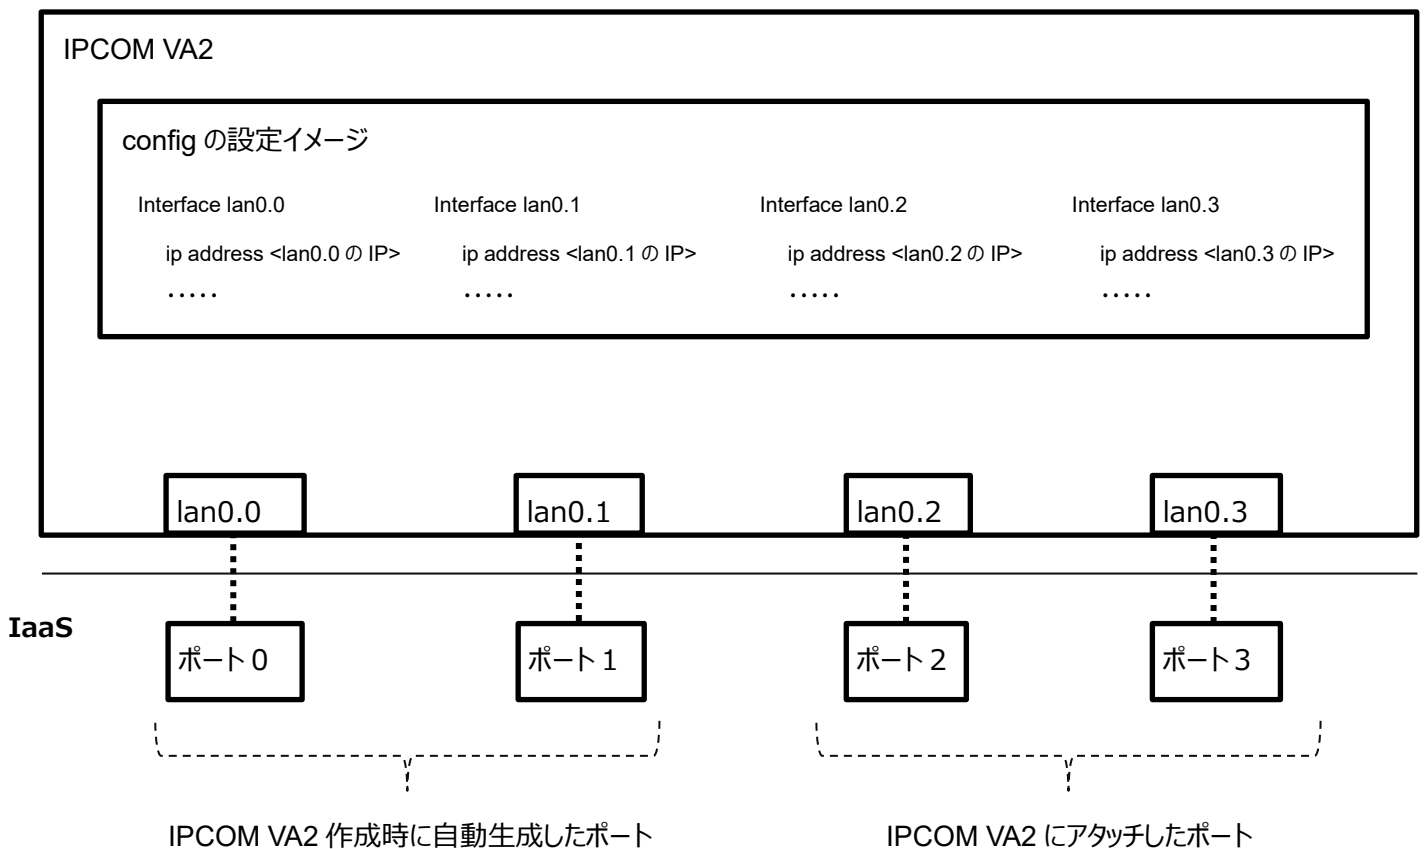 IPCOM VA2
config の設定イメージ
Interface lan0.0
ip address <lan0.0 の IP>
・・・・・
Interface lan0.1
ip address <lan0.1 の IP>
・・・・・
Interface lan0.2
ip address <lan0.2 の IP>
・・・・・
Interface lan0.3
ip address <lan0.3 の IP>
・・・・・
lan0.0
lan0.1
lan0.2
lan0.3
IaaS
ポート0
ポート1
ポート2
ポート3
IPCOM VA2 作成時に自動生成したポート
IPCOM VA2 にアタッチしたポート